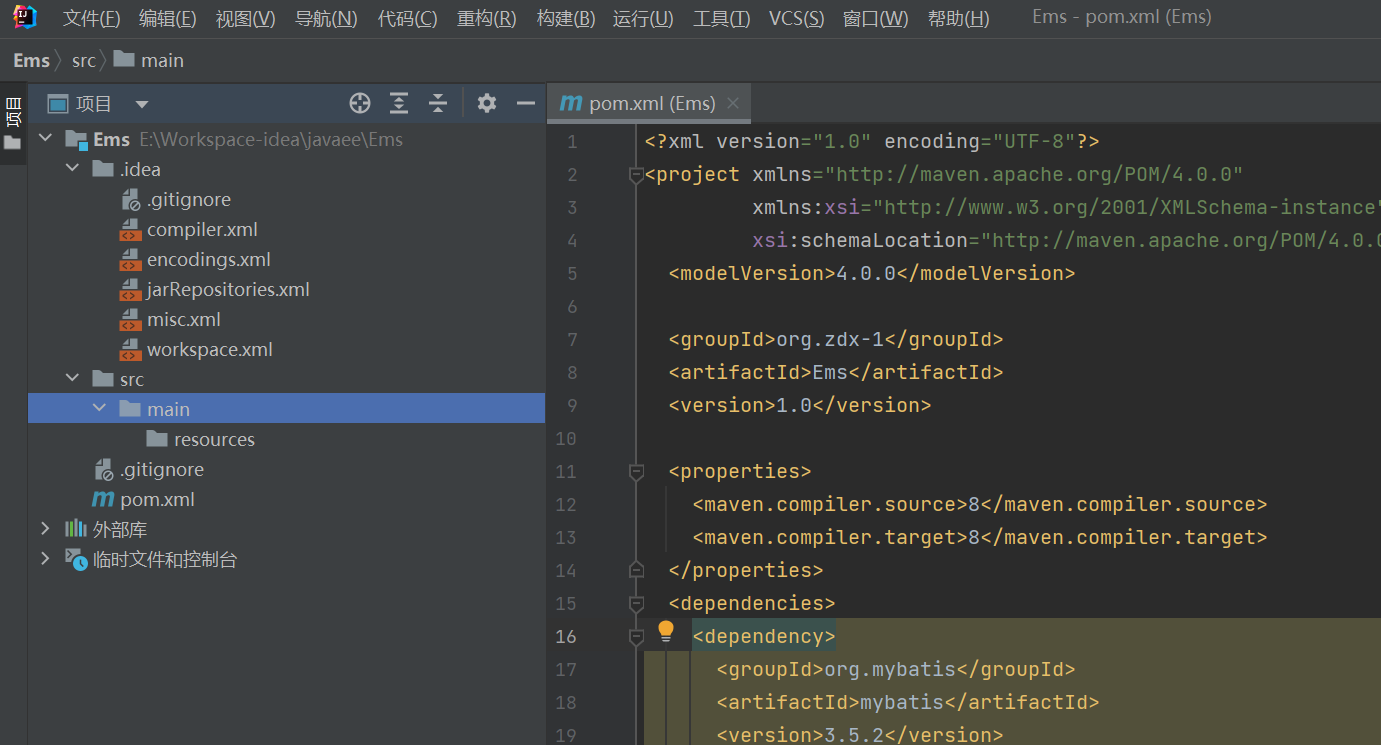 文件(F) 编辑(E) 视图(V) 导航(N) 代码(C) 重构(R) 构建(B) 运行(U) 工具(T) VCS(S) 窗口(W) 帮助(H) Ems - pom.xml (Ems)
Ems src main
项目
项目
Ems E:\Workspace-idea\javaee\Ems
.idea
.gitignore
compiler.xml
encodings.xml
jarRepositories.xml
misc.xml
workspace.xml
src
main
resources
.gitignore
pom.xml
外部库
临时文件和控制台
pom.xml (Ems)
1 <?xml version="1.0" encoding="UTF-8"?>
2 <project xmlns="http://maven.apache.org/POM/4.0.0"
3 xmlns:xsi="http://www.w3.org/2001/XMLSchema-instance"
4 xsi:schemaLocation="http://maven.apache.org/POM/4.0.0
5 <modelVersion>4.0.0</modelVersion>
6
7 <groupId>org.zdx-1</groupId>
8 <artifactId>Ems</artifactId>
9 <version>1.0</version>
10
11 <properties>
12 <maven.compiler.source>8</maven.compiler.source>
13 <maven.compiler.target>8</maven.compiler.target>
14 </properties>
15 <dependencies>
16 <dependency>
17 <groupId>org.mybatis</groupId>
18 <artifactId>mybatis</artifactId>
19 <version>3.5.2</version>